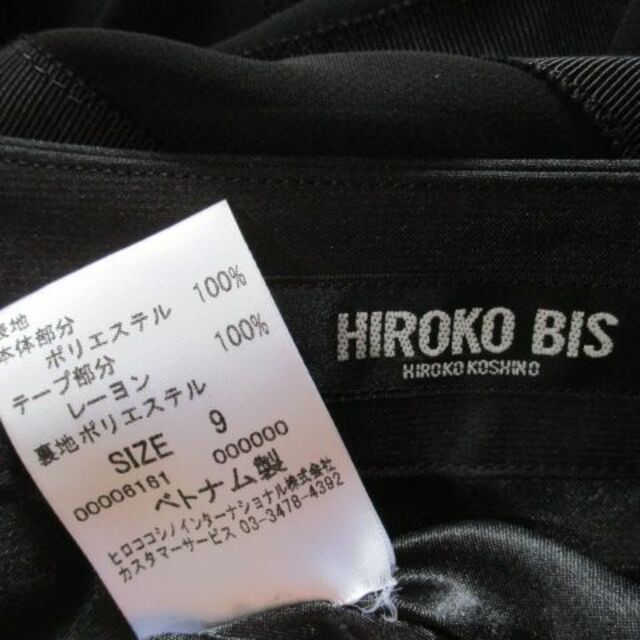 表地
本体部分
ポリエステル 100%
テープ部分
レーヨン 100%
裏地ポリエステル
SIZE 9
00006161 000000
ベトナム製
ヒロココシノインターナショナル株式会社
カスタマーサービス 03-3478-4392
HIROKO BIS
HIROKO KOSHINO